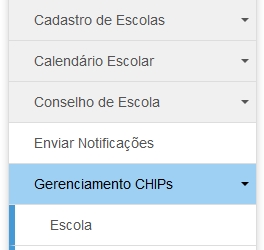 Cadastro de Escolas
Calendário Escolar
Conselho de Escola
Enviar Notificações
Gerenciamento CHIPs
Escola